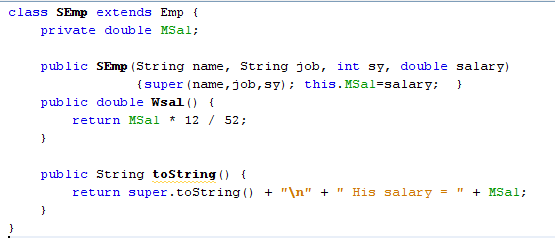 class SEmp extends Emp {
private double MSal;
public SEmp(String name, String job, int sy, double salary)
{super(name,job,sy); this.MSal=salary; }
public double Wsal() {
return MSal * 12 / 52;
}
public String toString() {
return super.toString() + "\n" + " His salary = " + MSal;
}
}